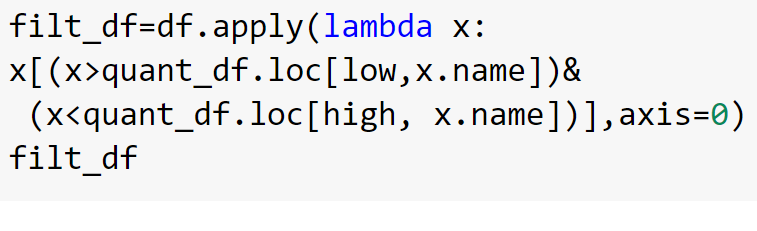 filt_df=df.apply(lambda x:
x[(x>quant_df.loc[low,x.name])&
(x<quant_df.loc[high, x.name])],axis=0)
filt_df